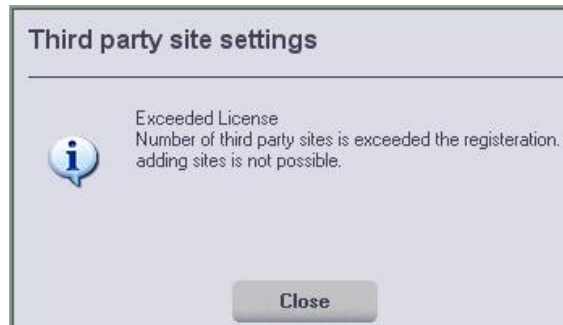 Third party site settings
Exceeded License
Number of third party sites is exceeded the registeration.
adding sites is not possible.
Close